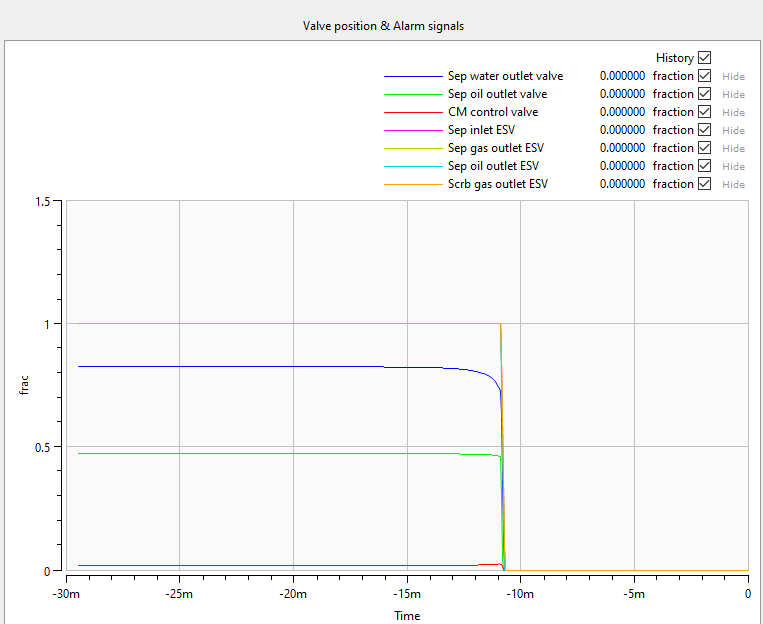 Valve position & Alarm signals
History
Sep water outlet valve 0.000000 fraction Hide
Sep oil outlet valve 0.000000 fraction Hide
CM control valve 0.000000 fraction Hide
Sep inlet ESV 0.000000 fraction Hide
Sep gas outlet ESV 0.000000 fraction Hide
Sep oil outlet ESV 0.000000 fraction Hide
Scrb gas outlet ESV 0.000000 fraction Hide
1.5
1
frac
0.5
0
-30m -25m -20m -15m -10m -5m 0
Time